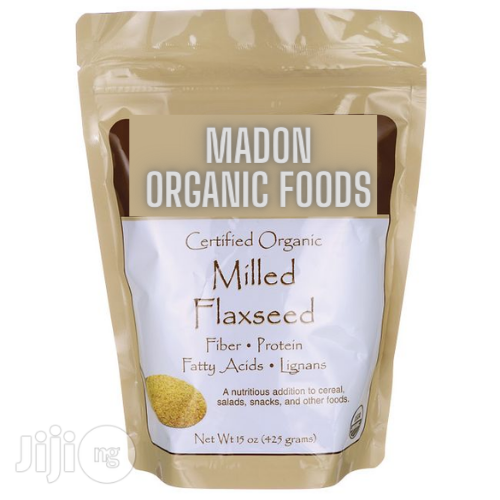 MADON
ORGANIC FOODS
Certified Organic
Milled
Flaxseed
Fiber • Protein
Fatty Acids • Lignans
A nutritious addition to cereal,
salads, snacks, and other foods.
Net Wt 15 oz (425 grams)
Jiji ng